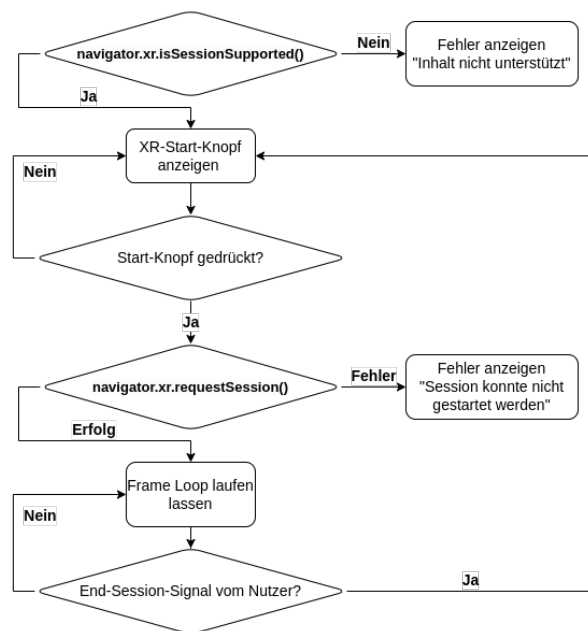 navigator.xr.isSessionSupported()
Nein
Fehler anzeigen
"Inhalt nicht unterstützt"
Ja
XR-Start-Knopf
anzeigen
Nein
Start-Knopf gedrückt?
Ja
navigator.xr.requestSession()
Fehler
Fehler anzeigen
"Session konnte nicht
gestartet werden"
Erfolg
Frame Loop laufen
lassen
Nein
End-Session-Signal vom Nutzer?
Ja